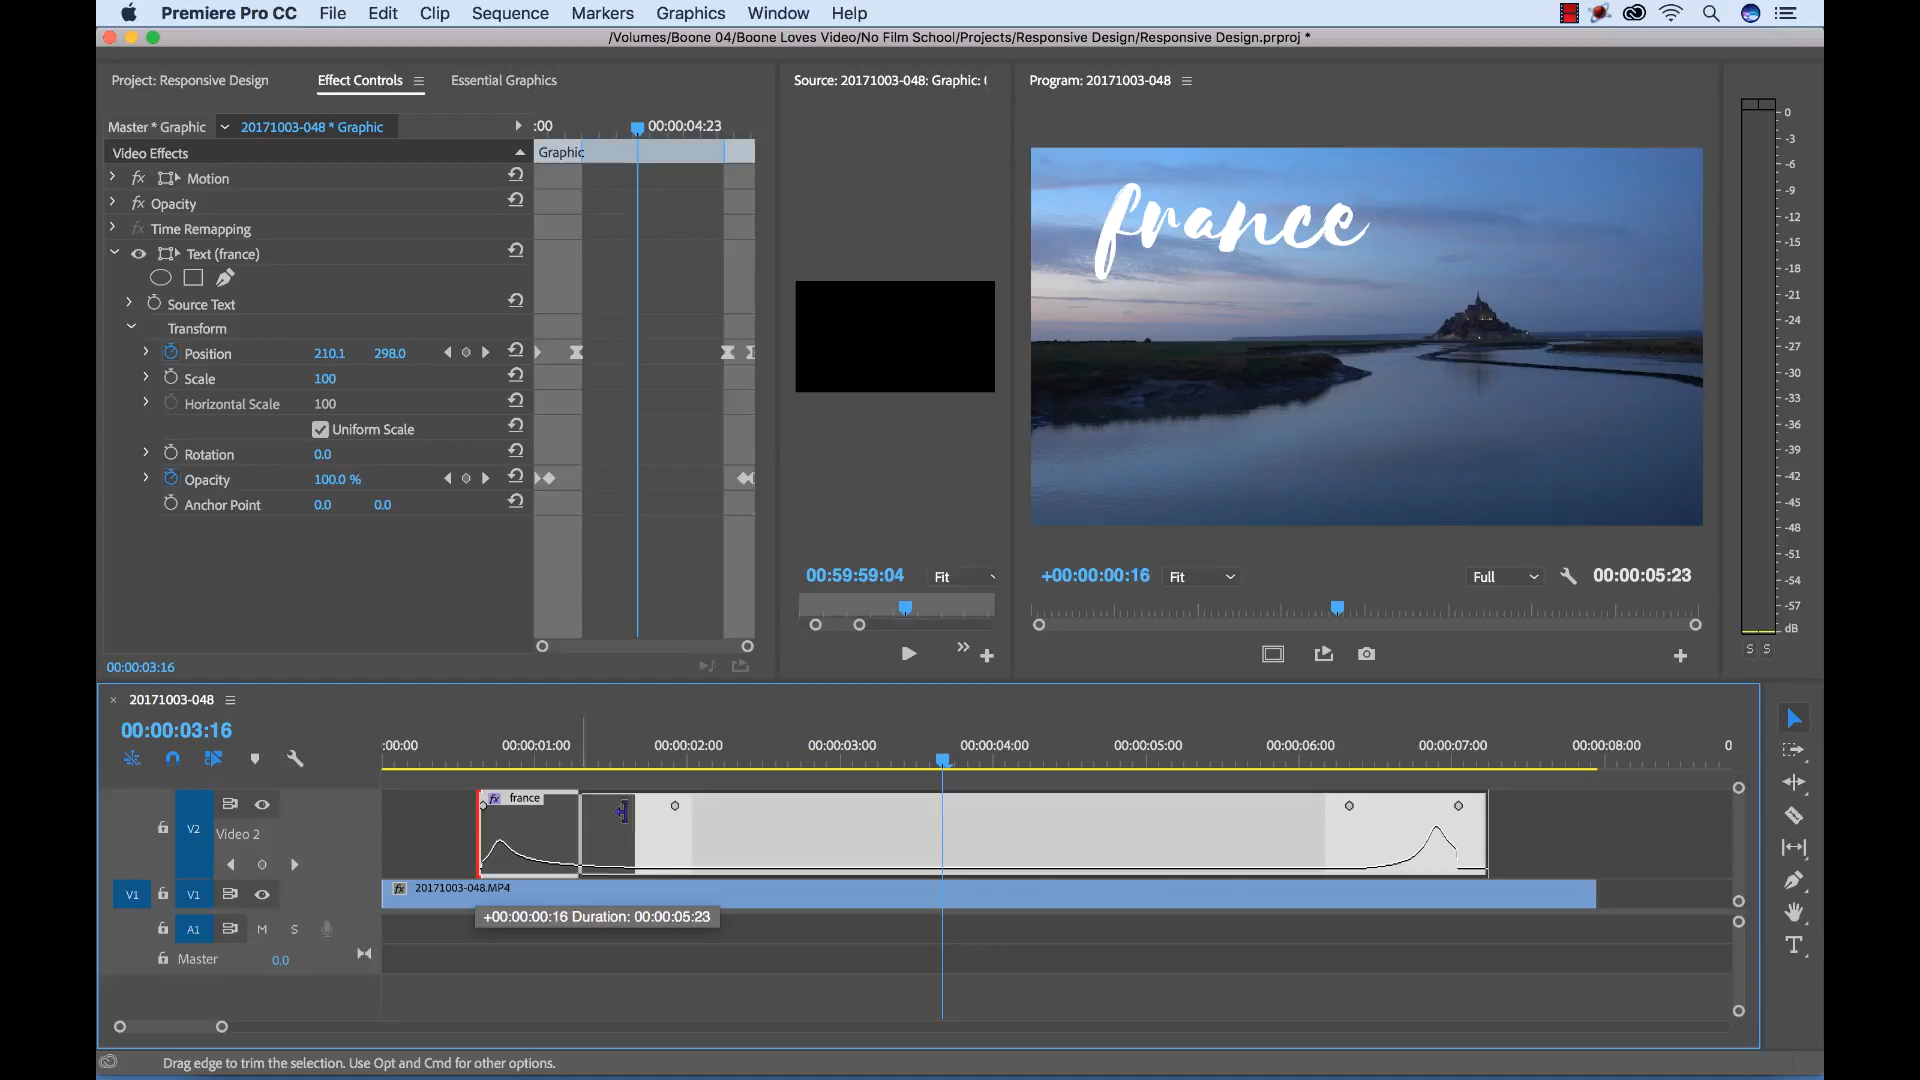 Premiere Pro CC File Edit Clip Sequence Markers Graphics Window Help
/Volumes/Boone 04/Boone Loves Video/No Film School/Projects/Responsive Design/Responsive Design.prproj *
Project: Responsive Design Effect Controls Essential Graphics
Source: 20171003-048: Graphic: (
Program: 20171003-048
Master * Graphic 20171003-048 * Graphic
:00 00:00:04:23
Video Effects
Graphic
fx Motion
fx Opacity
fx Time Remapping
Text (france)
Source Text
Transform
Position 210.1 298.0
Scale 100
Horizontal Scale 100
Uniform Scale
Rotation 0.0
Opacity 100.0 %
Anchor Point 0.0 0.0
00:00:03:16
00:59:59:04 Fit
france
+00:00:00:16 Fit Full 00:00:05:23
0
-3
-6
-9
-12
-15
-18
-21
-24
-27
-30
-33
-36
-39
-42
-45
-48
-51
-54
-57
dB
S S
× 20171003-048
00:00:03:16
:00:00 00:00:01:00 00:00:02:00 00:00:03:00 00:00:04:00 00:00:05:00 00:00:06:00 00:00:07:00 00:00:08:00 0
V2 Video 2
fx france
V1 V1
fx 20171003-048.MP4
+00:00:00:16 Duration: 00:00:05:23
A1 M S
Master 0.0
T
Drag edge to trim the selection. Use Opt and Cmd for other options.